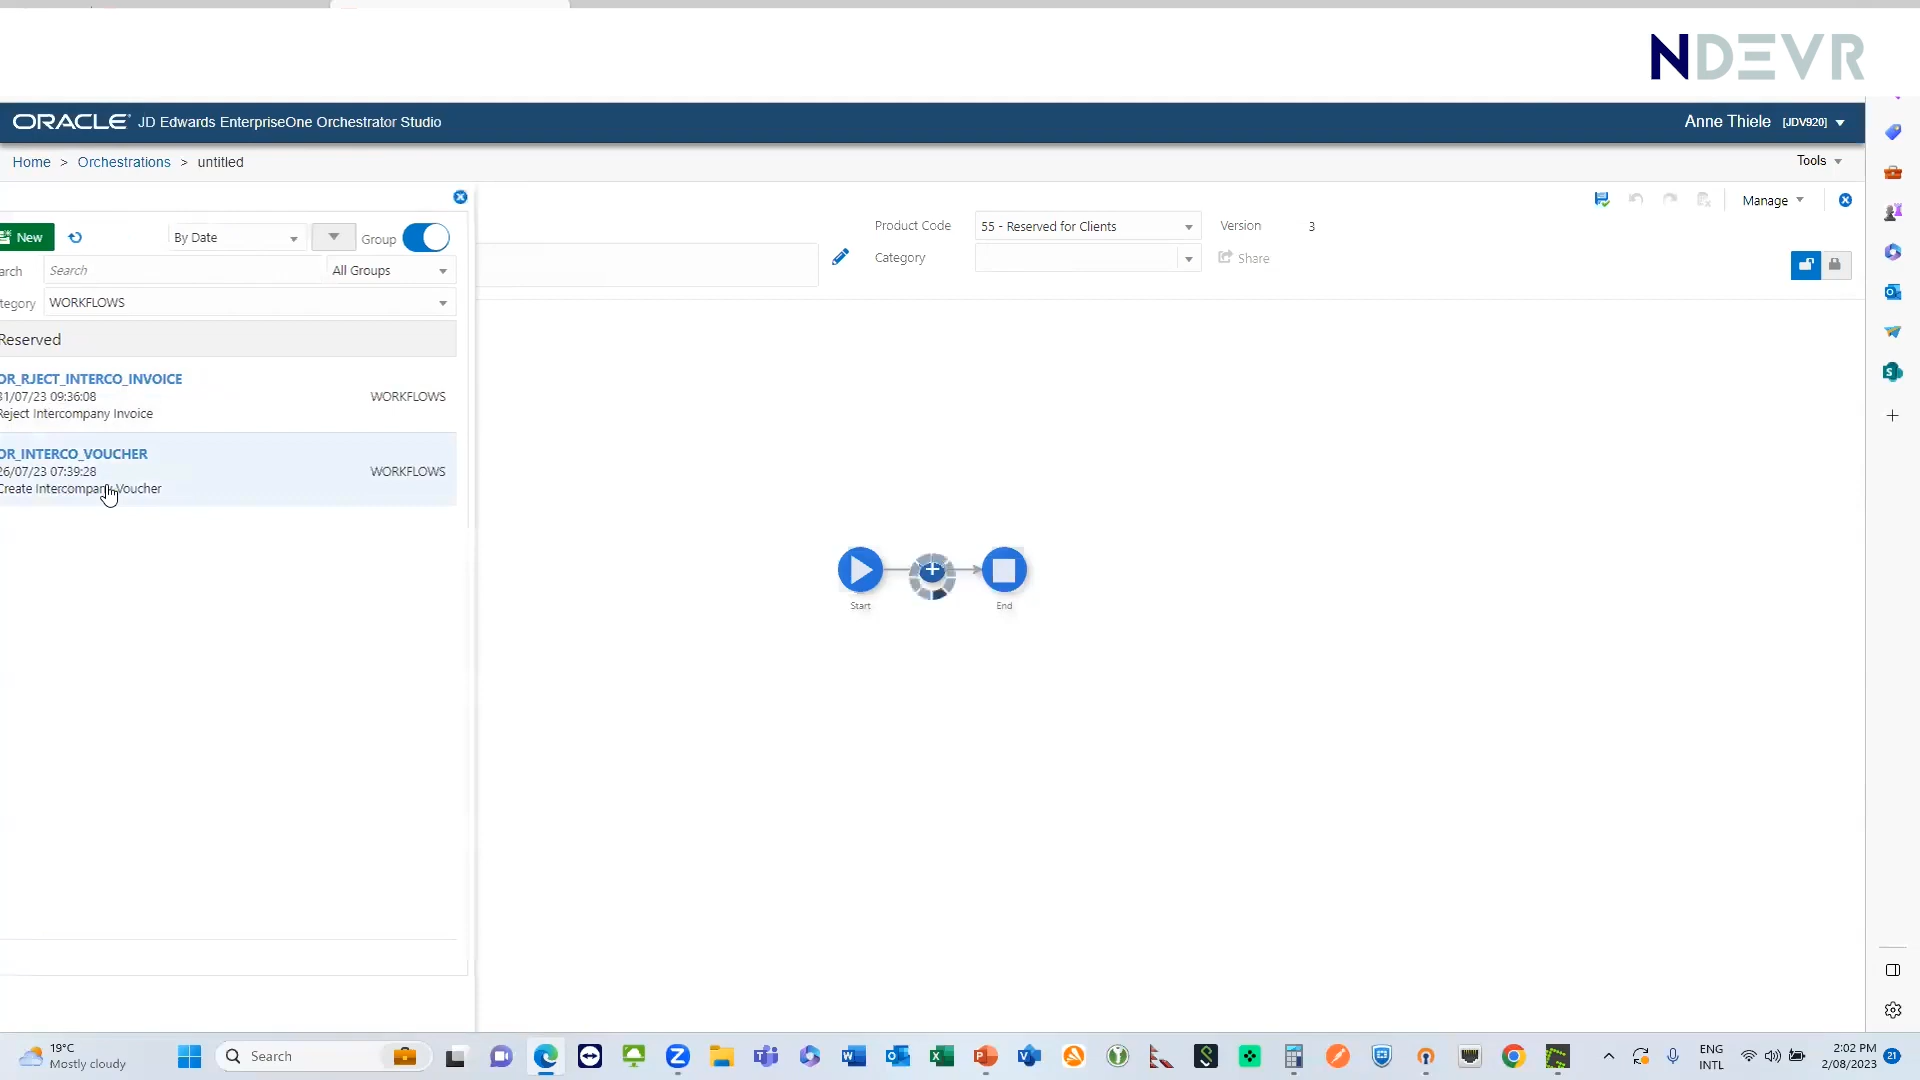 NDEVR
ORACLE JD Edwards EnterpriseOne Orchestrator Studio
Anne Thiele [JDV920]
Home > Orchestrations > untitled
Tools
Manage
New
By Date
Group
Product Code
55 - Reserved for Clients
Version
3
arch
Search
All Groups
Category
Share
tegory
WORKFLOWS
Reserved
OR_RJECT_INTERCO_INVOICE
31/07/23 09:36:08
WORKFLOWS
Reject Intercompany Invoice
OR_INTERCO_VOUCHER
26/07/23 07:39:28
WORKFLOWS
Create Intercompany Voucher
Start
End
19°C
Mostly cloudy
Search
ENG
INTL
2:02 PM
2/08/2023
21